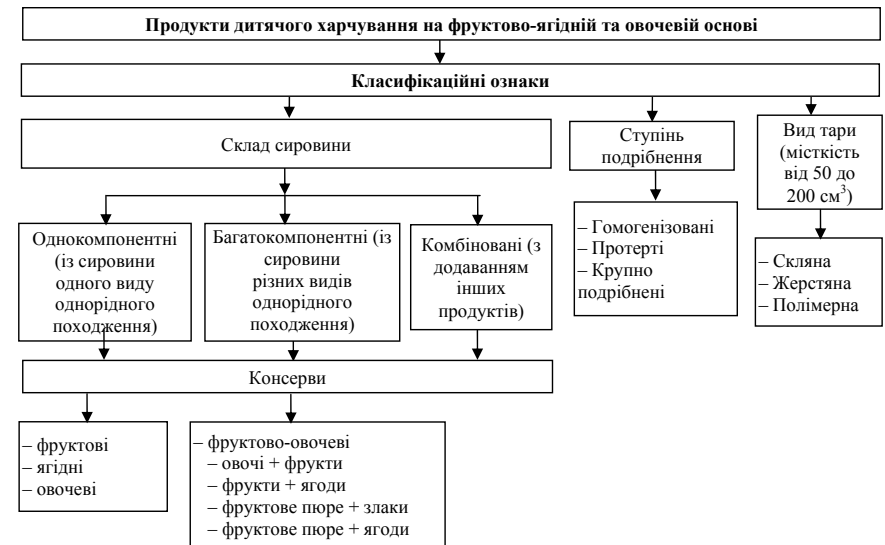 Продукти дитячого харчування на фруктово-ягідній та овочевій основі
Класифікаційні ознаки
Склад сировини
Ступінь
подрібнення
Вид тари
(місткість
від 50 до
200 см³)
Однокомпонентні
(із сировини
одного виду
однорідного
походження)
Багатокомпонентні (із
сировини
різних видів
однорідного
походження)
Комбіновані (з
додаванням
інших
продуктів)
– Гомогенізовані
– Протерті
– Крупно
подрібнені
– Скляна
– Жерстяна
– Полімерна
Консерви
– фруктові
– ягідні
– овочеві
– фруктово-овочеві
– овочі + фрукти
– фрукти + ягоди
– фруктове пюре + злаки
– фруктове пюре + ягоди